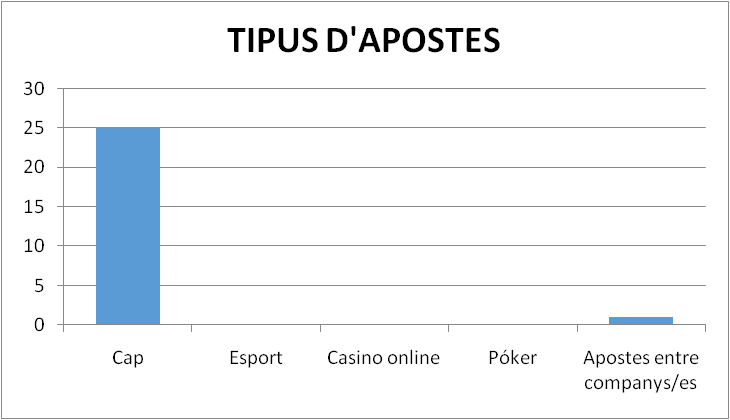 TIPUS D'APOSTES
30
25
20
15
10
5
0
Cap
Esport
Casino online
Póker
Apostes entre
companys/es